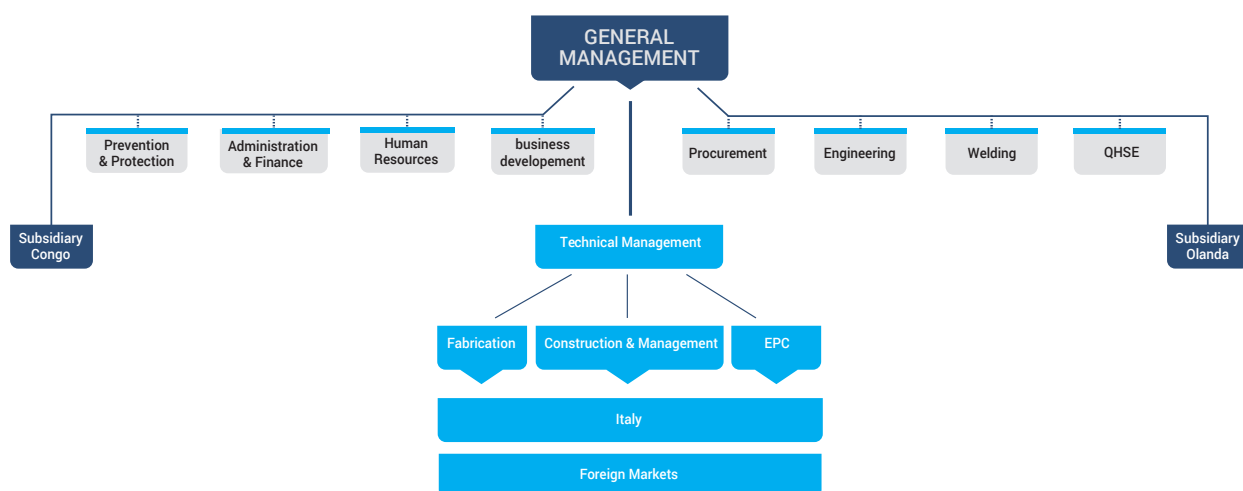 GENERAL
MANAGEMENT
Prevention
& Protection
Administration
& Finance
Human
Resources
business
developement
Procurement
Engineering
Welding
QHSE
Subsidiary
Congo
Technical Management
Subsidiary
Olanda
Fabrication
Construction & Management
EPC
Italy
Foreign Markets